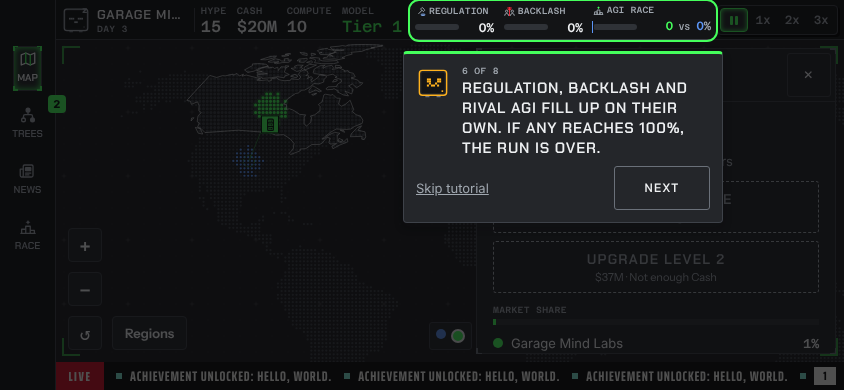 GARAGE MI...
DAY 3
HYPE
15
CASH
$20M
COMPUTE
10
MODEL
Tier 1
REGULATION
0%
BACKLASH
0%
AGI RACE
0 vs 0%
1x
2x
3x
MAP
2
TREES
NEWS
RACE
6 OF 8
REGULATION, BACKLASH AND
RIVAL AGI FILL UP ON THEIR
OWN. IF ANY REACHES 100%,
THE RUN IS OVER.
Skip tutorial
NEXT
×
UPGRADE LEVEL 2
$37M · Not enough Cash
MARKET SHARE
Garage Mind Labs
1%
+
−
↺
Regions
LIVE
ACHIEVEMENT UNLOCKED: HELLO, WORLD.
ACHIEVEMENT UNLOCKED: HELLO, WORLD.
ACHIEVEMENT UNLOCKED: HELLO, WORLD.
1